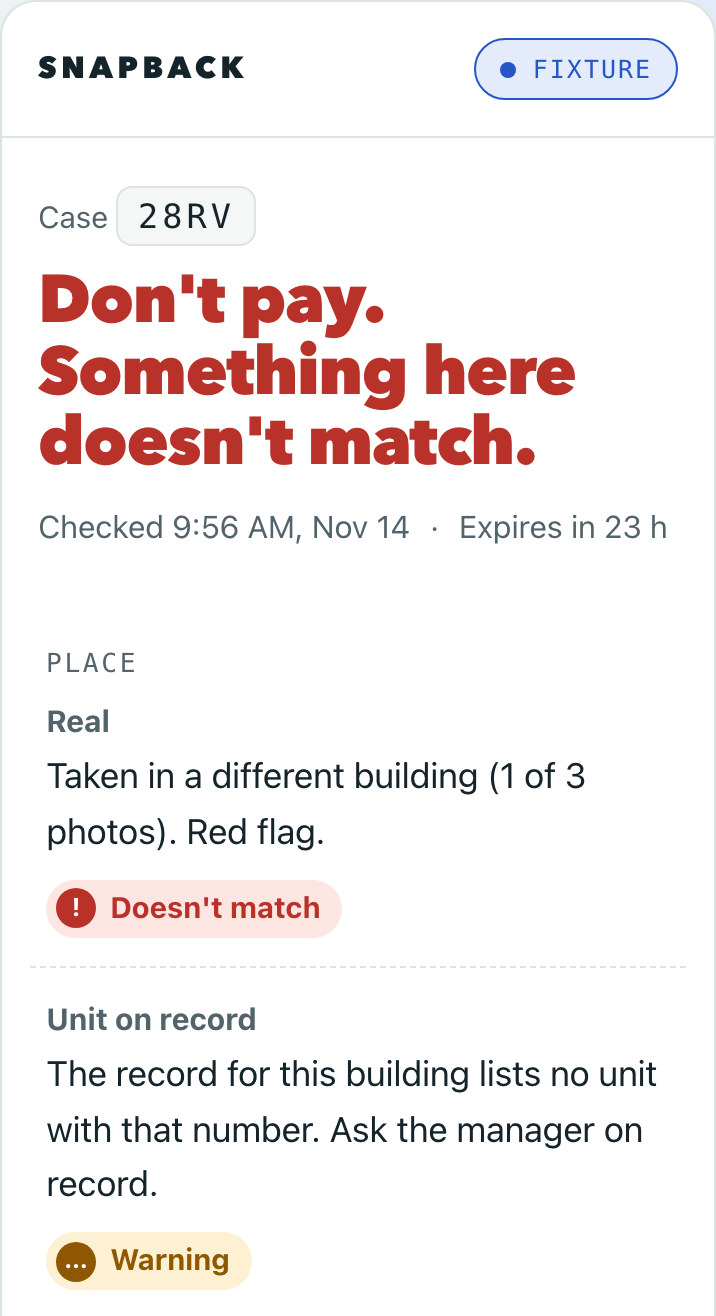 SNAPBACK
FIXTURE
Case 28RV
Don't pay.
Something here
doesn't match.
Checked 9:56 AM, Nov 14 · Expires in 23 h
PLACE
Real
Taken in a different building (1 of 3
photos). Red flag.
! Doesn't match
Unit on record
The record for this building lists no unit
with that number. Ask the manager on
record.
... Warning